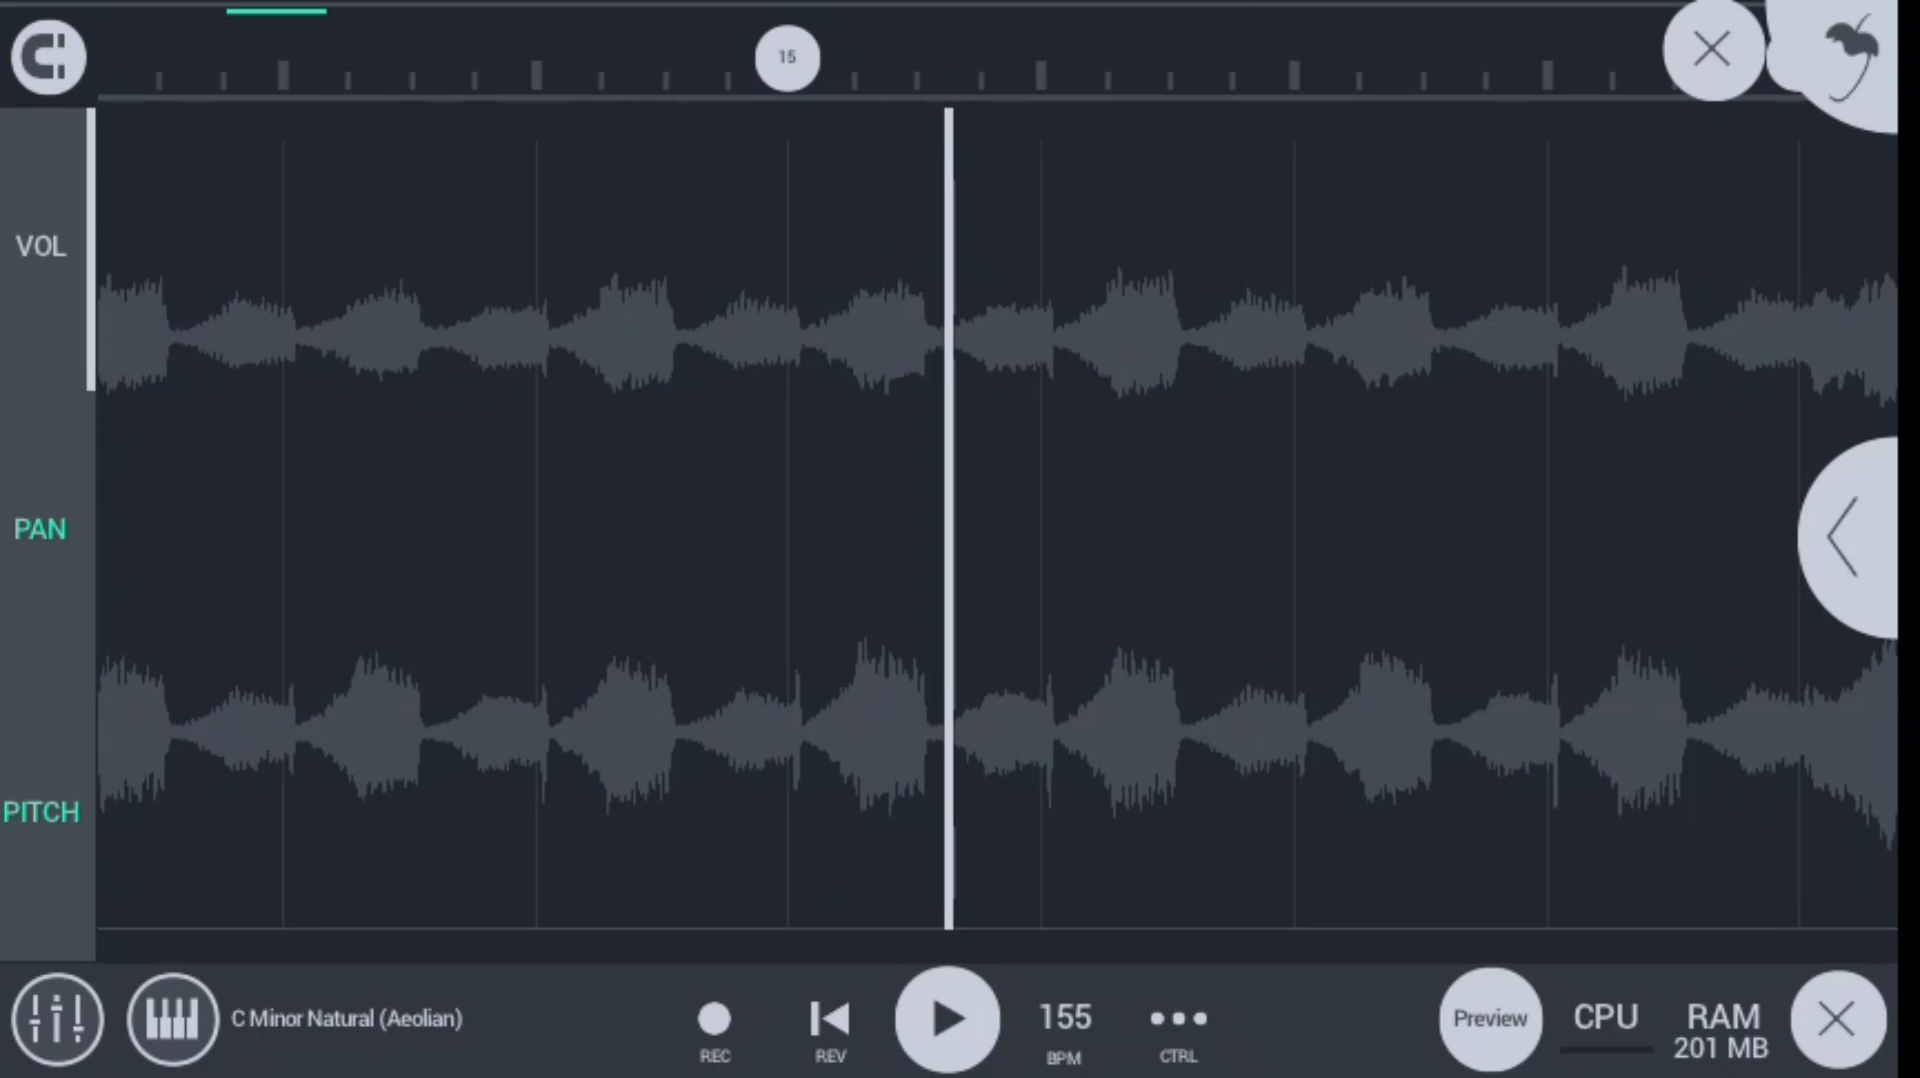 15
VOL
PAN
PITCH
C Minor Natural (Aeolian)
REC
REV
155
BPM
CTRL
Preview
CPU
RAM
201 MB